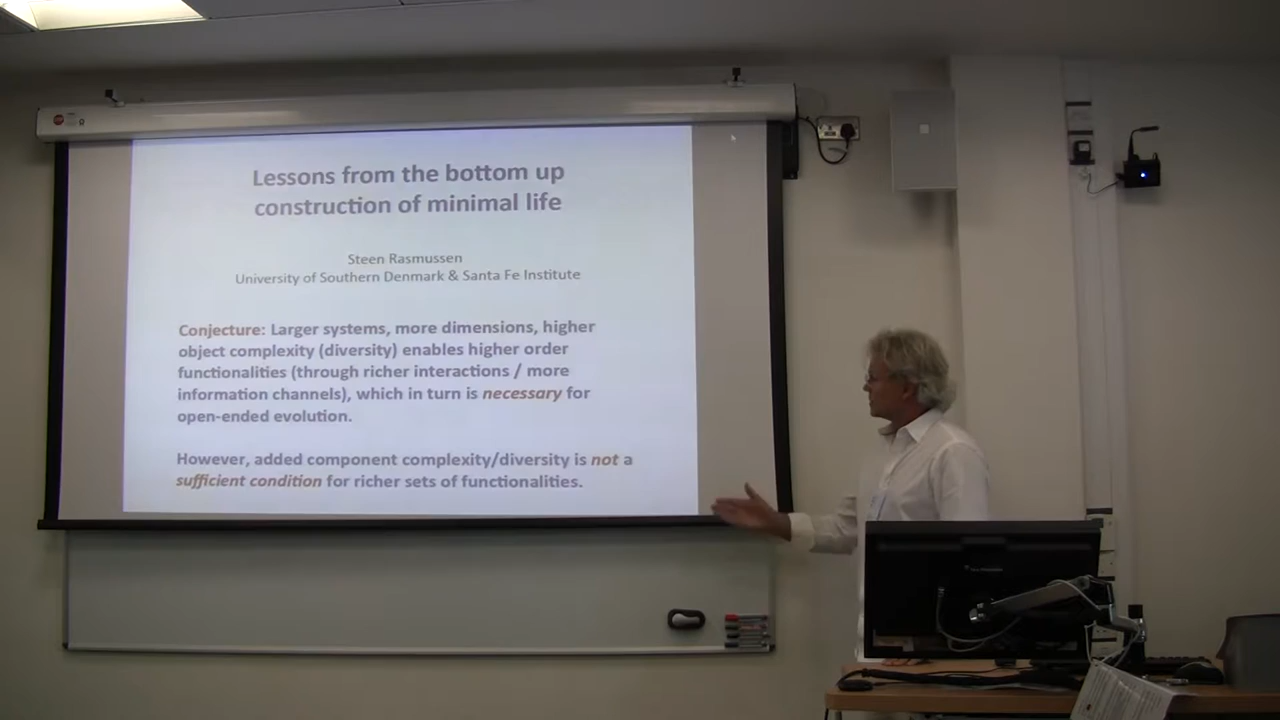 Lessons from the bottom up
construction of minimal life
Steen Rasmussen
University of Southern Denmark & Santa Fe Institute
Conjecture: Larger systems, more dimensions, higher
object complexity (diversity) enables higher order
functionalities (through richer interactions / more
information channels), which in turn is necessary for
open-ended evolution.
However, added component complexity/diversity is not a
sufficient condition for richer sets of functionalities.